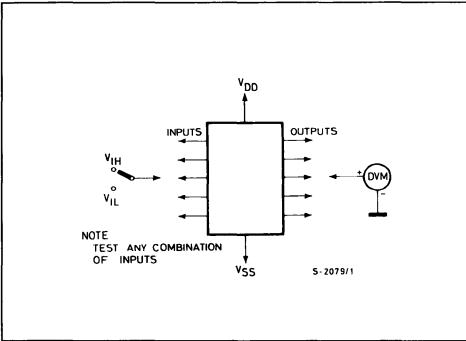 VDD
INPUTS
OUTPUTS
VIH
VIL
+
DVM
-
NOTE
TEST ANY COMBINATION
OF INPUTS
VSS
S-2079/1